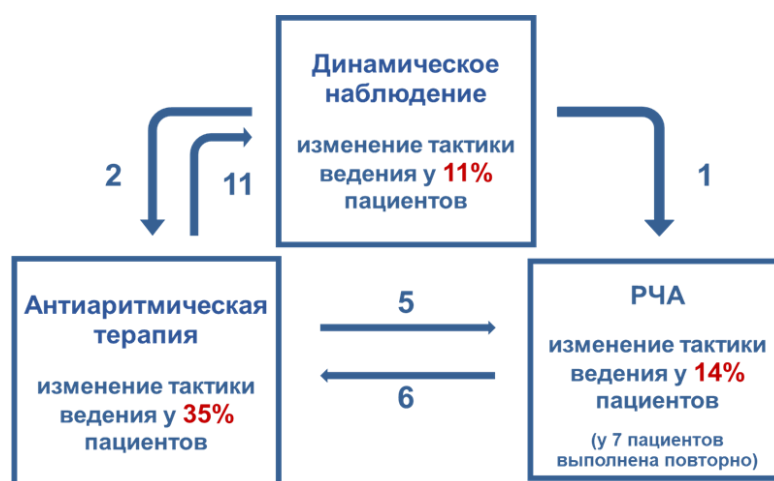 Динамическое
наблюдение
изменение тактики
ведения у 11%
пациентов
2
11
1
Антиаритмическая
терапия
изменение тактики
ведения у 35%
пациентов
5
6
РЧА
изменение тактики
ведения у 14%
пациентов
(у 7 пациентов
выполнена повторно)